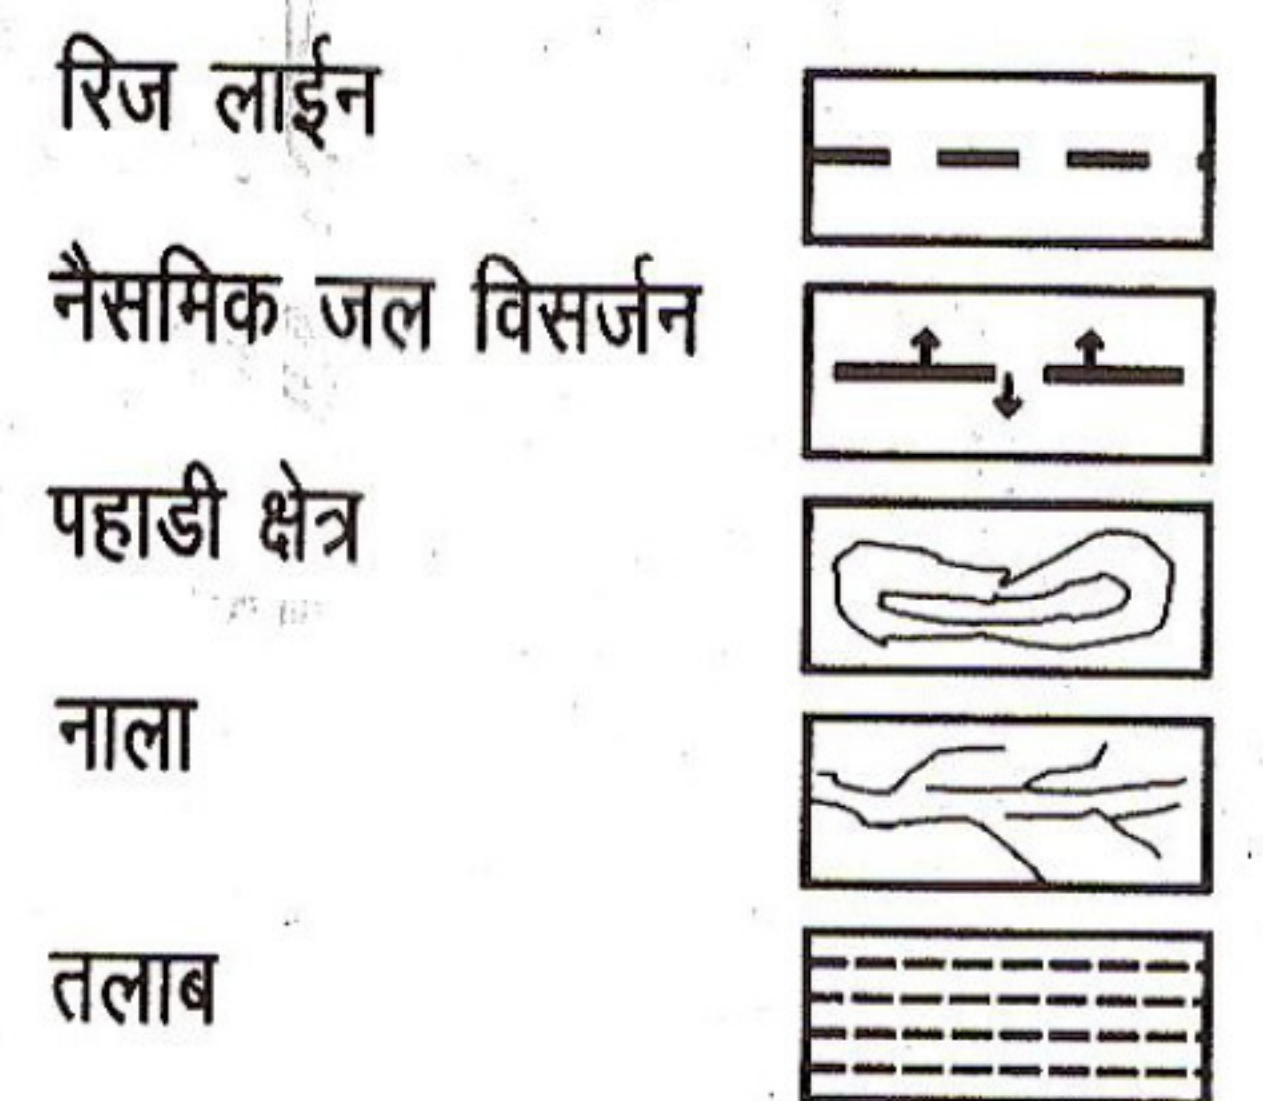 रिज लाईन
नैसमिक जल विसर्जन
पहाडी क्षेत्र
नाला
तलाब